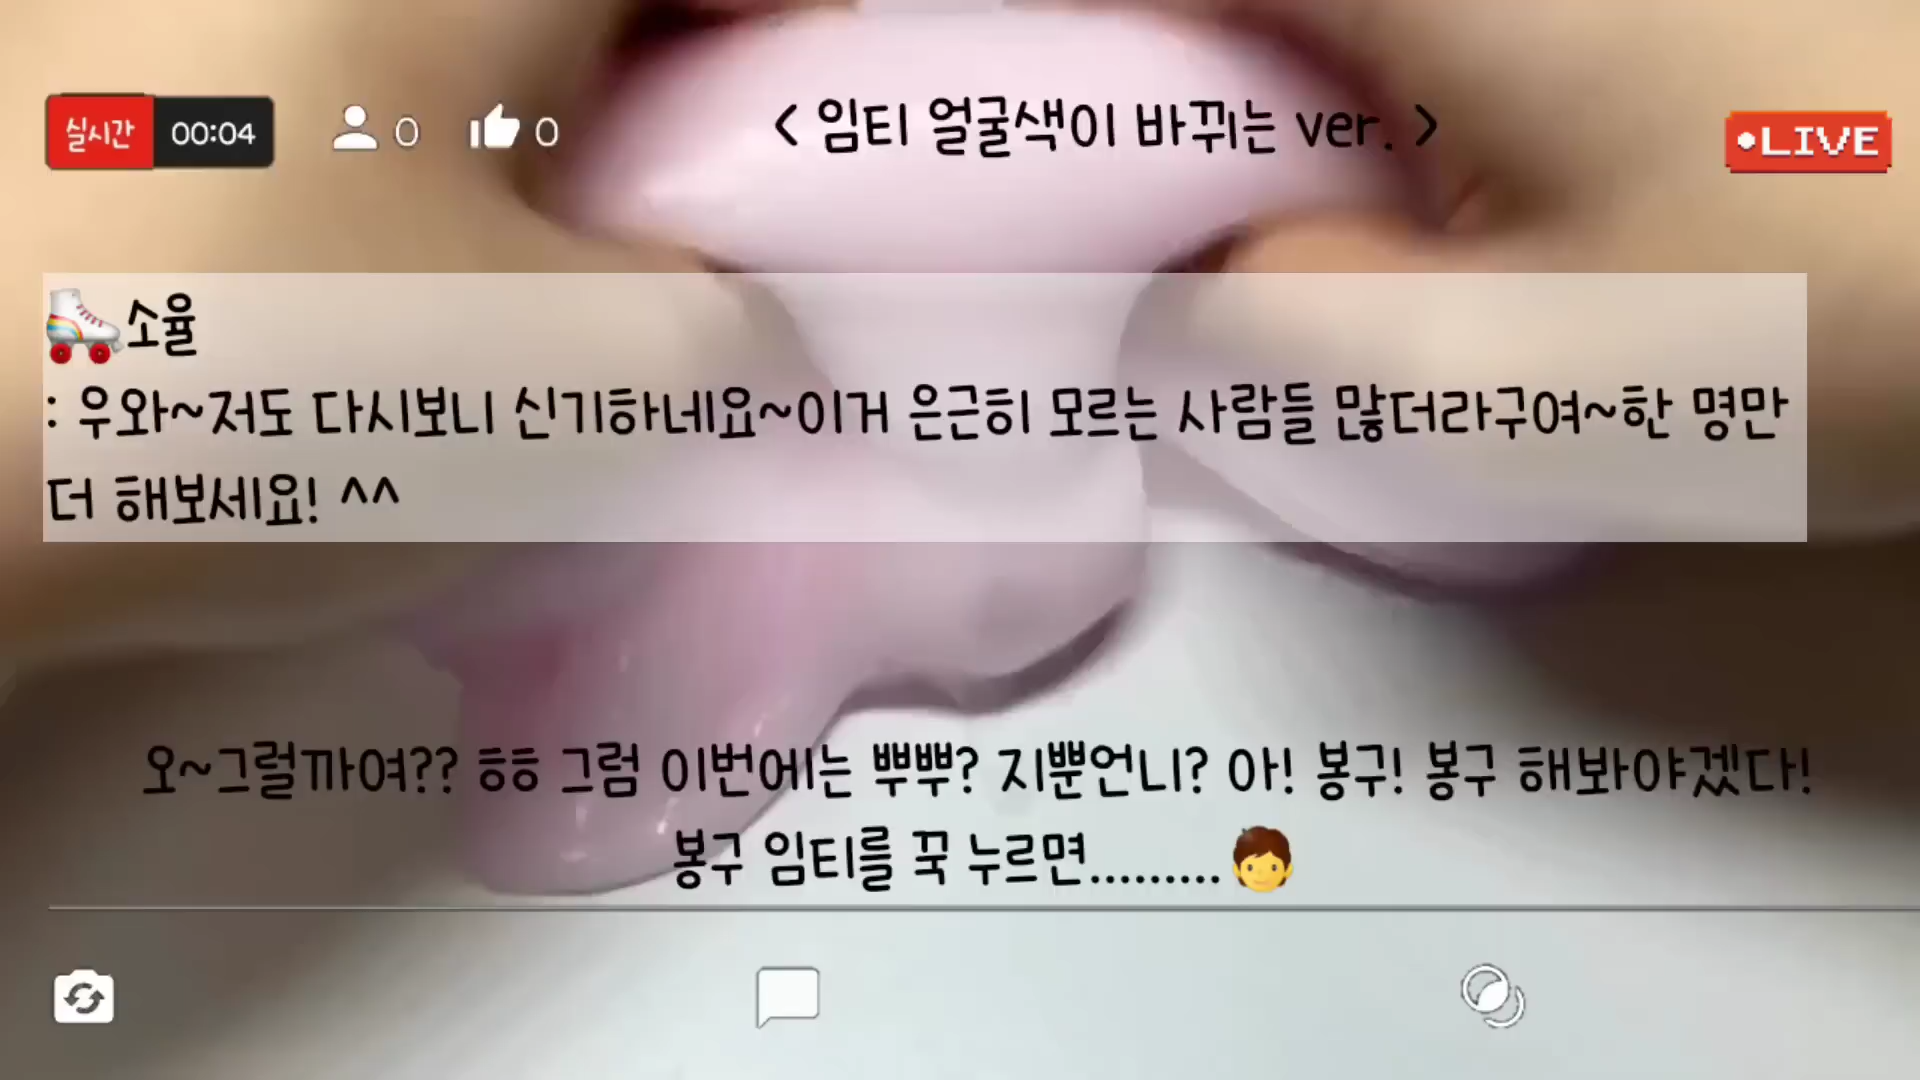 실시간 00:04 0 0
< 임티 얼굴색이 바뀌는 ver. >
LIVE
소율
: 우와~저도 다시보니 신기하네요~이거 은근히 모르는 사람들 많더라구여~한 명만
더 해보세요! ^^
오~그럴까여?? ㅎㅎ 그럼 이번에는 뿌뿌? 지뿐언니? 아! 봉구! 봉구 해봐야겠다!
봉구 임티를 꾹 누르면.........